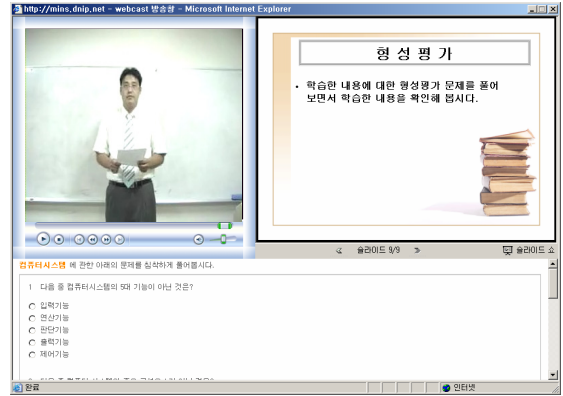 http://mins.dnip.net - webcast 방송창 - Microsoft Internet Explorer
형 성 평 가
• 학습한 내용에 대한 형성평가 문제를 풀어
보면서 학습한 내용을 확인해 봅시다.
슬라이드 9/9
슬라이드 쇼
컴퓨터시스템 에 관한 아래의 문제를 침착하게 풀어봅시다.
1 다음 중 컴퓨터시스템의 5대 기능이 아닌 것은?
입력기능
연산기능
판단기능
출력기능
제어기능
완료
인터넷